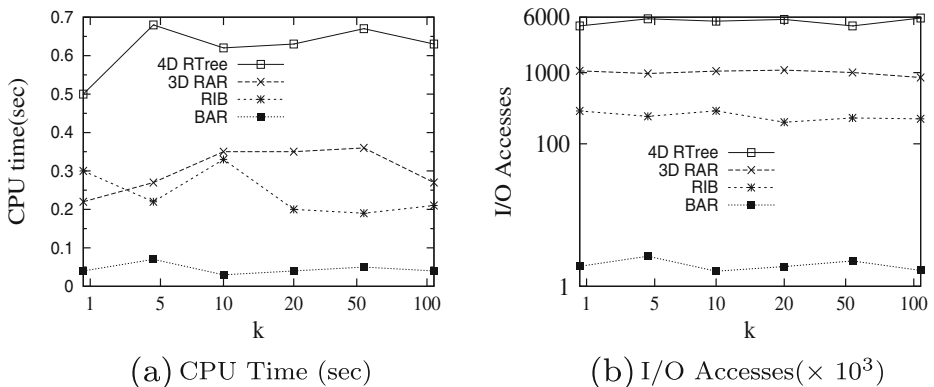 0.7
0.6
0.5
0.4
0.3
0.2
0.1
0
CPU time(sec)
4D RTree
3D RAR
RIB
BAR
1 5 10 20 50 100
k
(a) CPU Time (sec)
6000
1000
100
1
I/O Accesses
4D RTree
3D RAR
RIB
BAR
1 5 10 20 50 100
k
(b) I/O Accesses(× 10³)